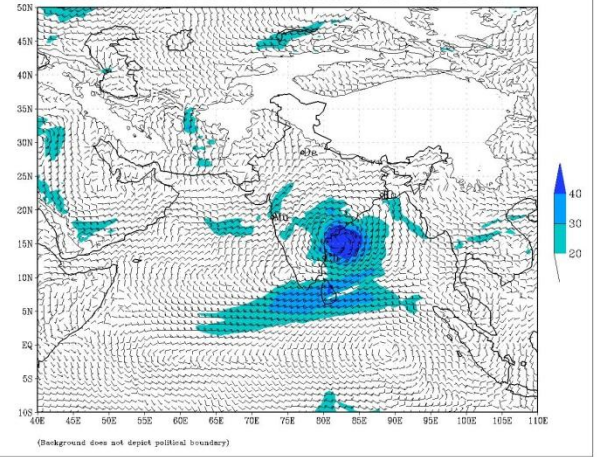 50N
45N
40N
35N
30N
25N
20N
15N
10N
5N
EQ
5S
10S
40E 45E 50E 55E 60E 65E 70E 75E 80E 85E 90E 95E 100E 105E 110E
40
30
20
(Background does not depict political boundary)